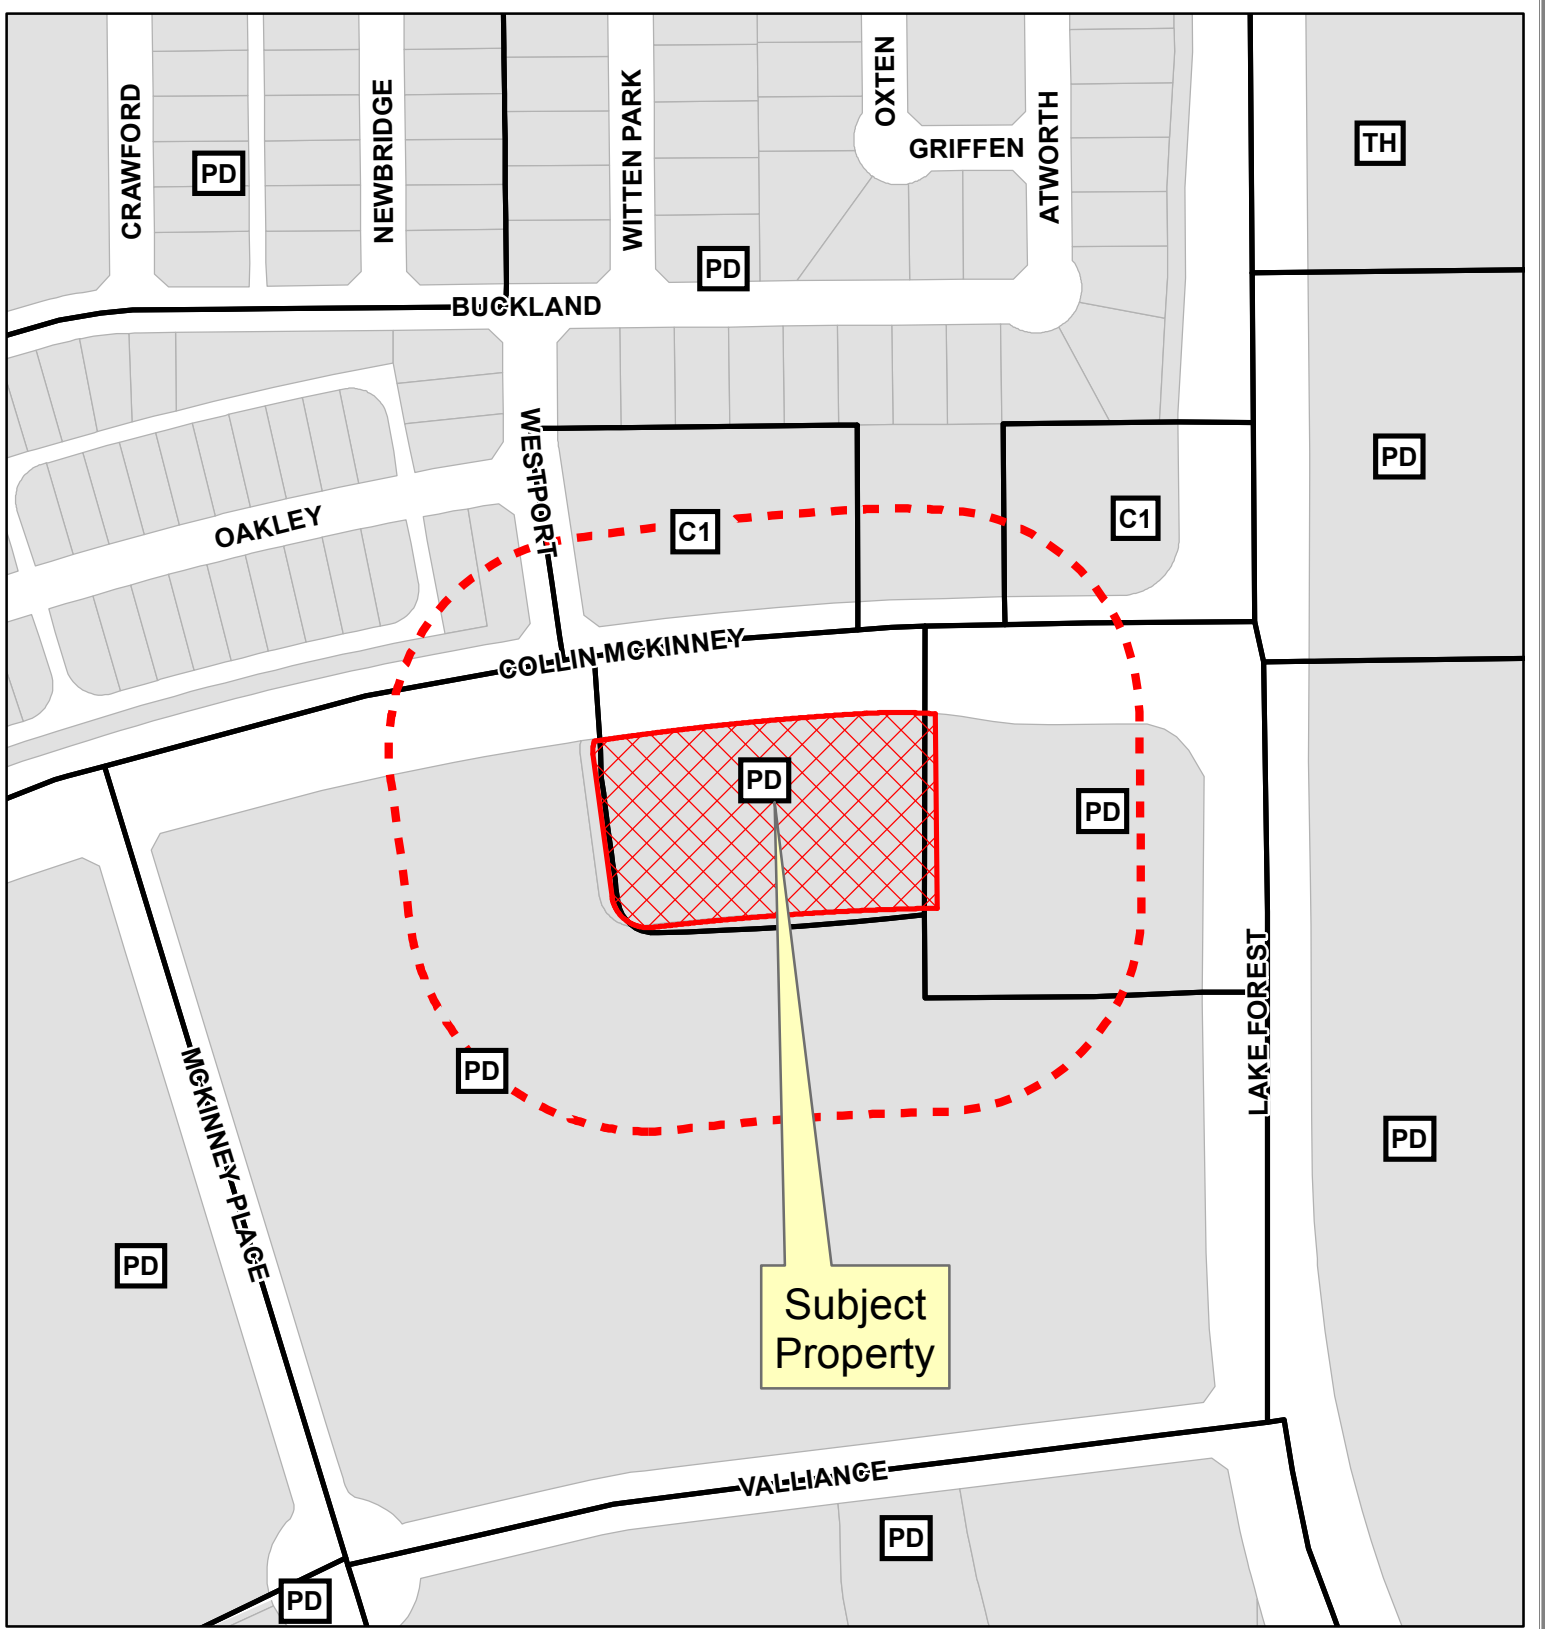 CRAWFORD
PD
NEWBRIDGE
WITTEN PARK
OXTEN
GRIFFEN
ATWORTH
TH
PD
BUCKLAND
WESTPORT
PD
OAKLEY
C1
C1
COLLIN MCKINNEY
PD
PD
LAKE FOREST
PD
MCKINNEY PLACE
PD
PD
Subject
Property
VALLIANCE
PD
PD